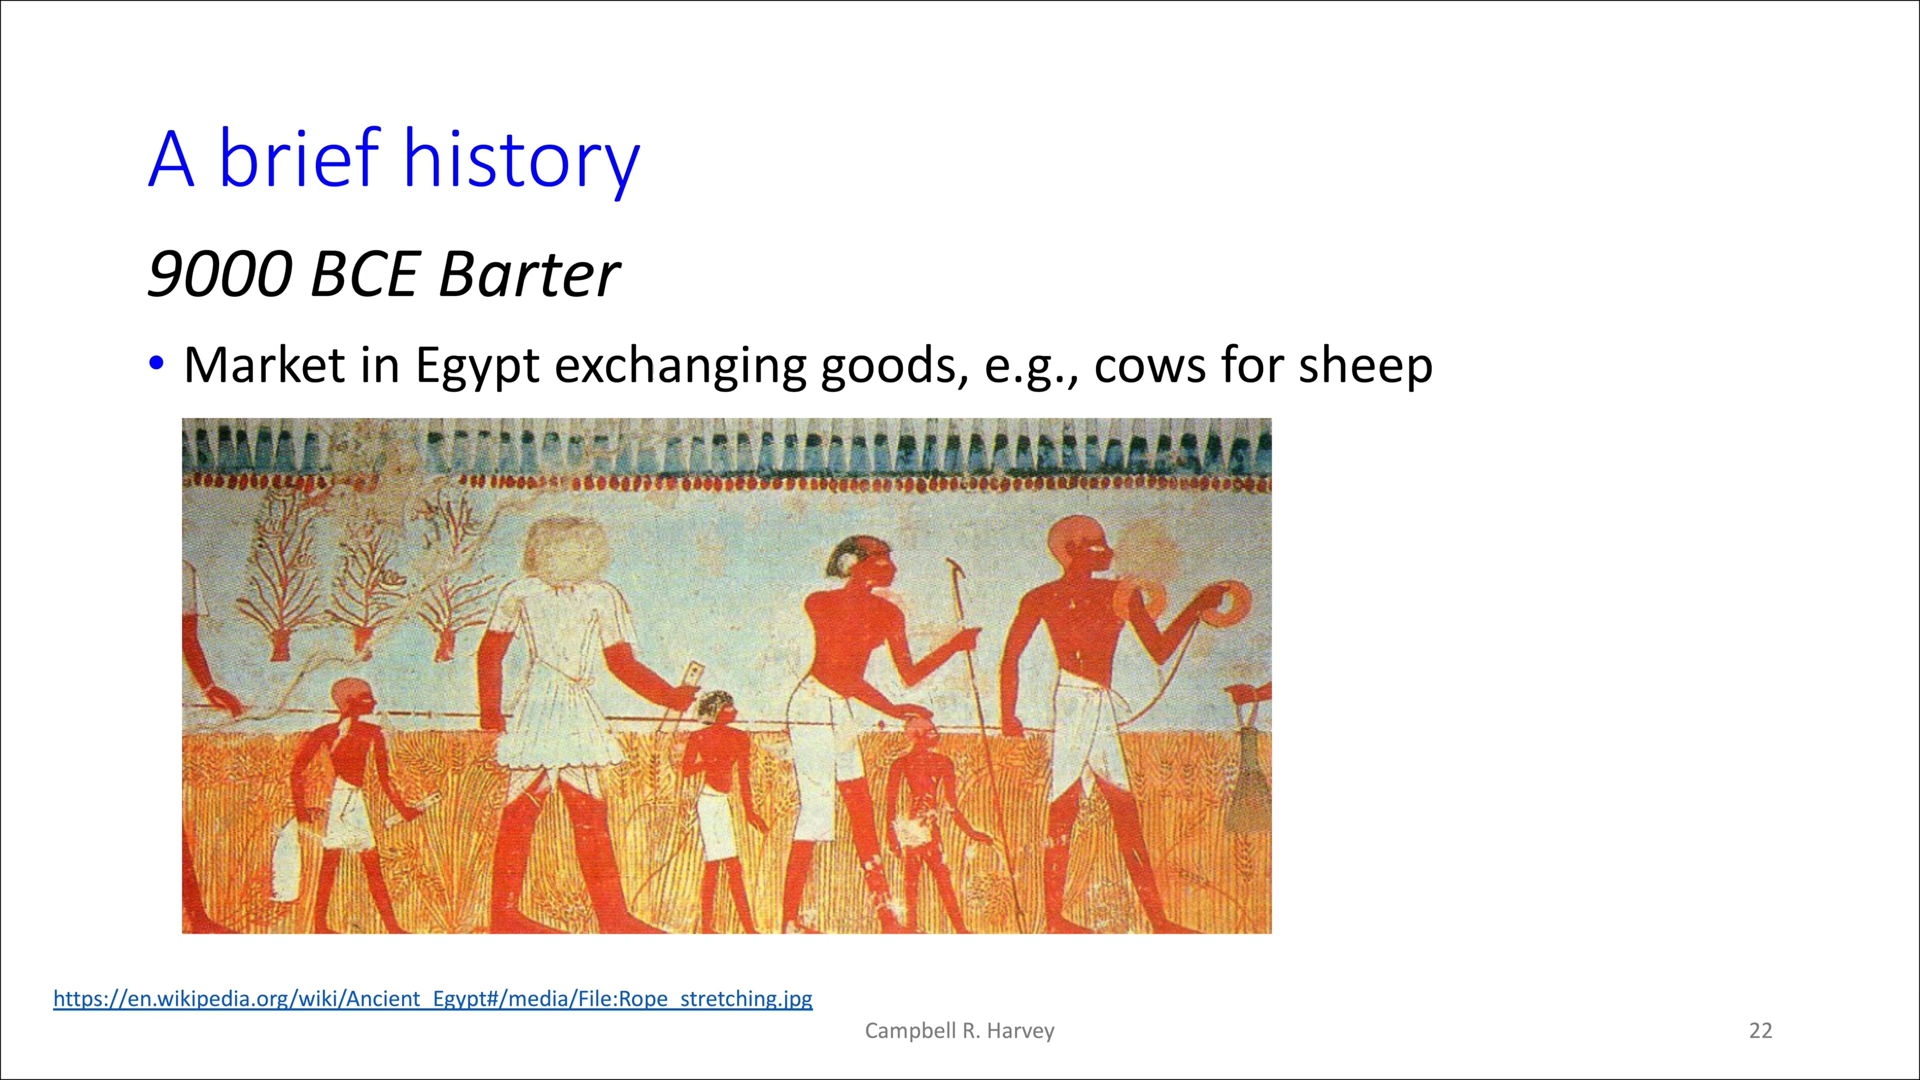 A brief history
9000 BCE Barter
• Market in Egypt exchanging goods, e.g., cows for sheep
https://en.wikipedia.org/wiki/Ancient_Egypt#/media/File:Rope_stretching.jpg
Campbell R. Harvey
22